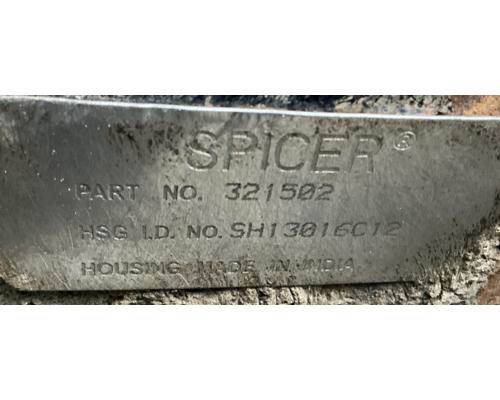 SPICER®
PART NO. 321502
HSG I.D. NO. SH13016C12
HOUSING MADE IN INDIA